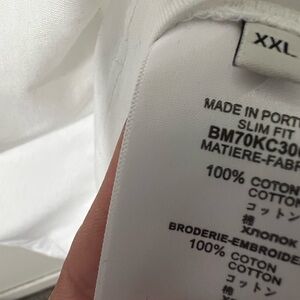 XXL
MADE IN PORT
SLIM FIT
BM70KC300
MATIERE-FABR
100% COTON
COTTON
コットン
棉
ХЛОПОК
BRODERIE-EMBROIDE
100% COTON
COTTON
コットン
棉